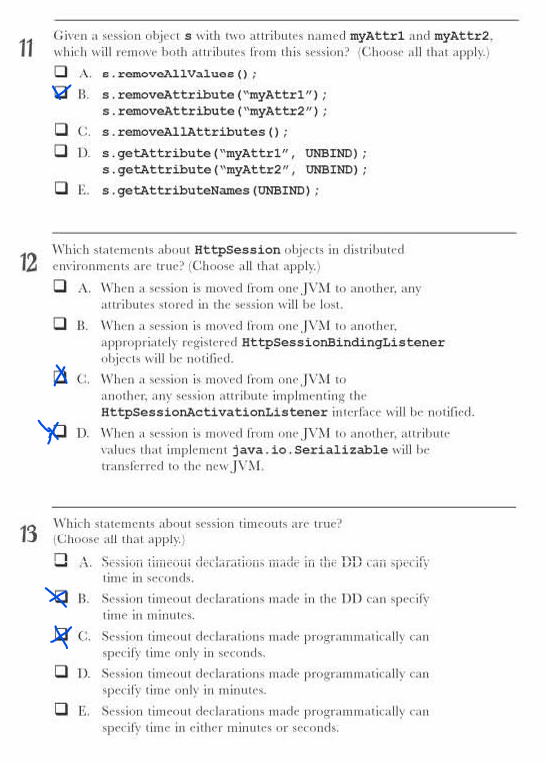 11 Given a session object s with two attributes named myAttr1 and myAttr2,
which will remove both attributes from this session? (Choose all that apply.)
A. s.removeAllValues();
B. s.removeAttribute("myAttr1");
s.removeAttribute("myAttr2");
C. s.removeAllAttributes();
D. s.getAttribute("myAttr1", UNBIND);
s.getAttribute("myAttr2", UNBIND);
E. s.getAttributeNames(UNBIND);
12 Which statements about HttpSession objects in distributed
environments are true? (Choose all that apply.)
A. When a session is moved from one JVM to another, any
attributes stored in the session will be lost.
B. When a session is moved from one JVM to another,
appropriately registered HttpSessionBindingListener
objects will be notified.
C. When a session is moved from one JVM to
another, any session attribute implmenting the
HttpSessionActivationListener interface will be notified.
D. When a session is moved from one JVM to another, attribute
values that implement java.io.Serializable will be
transferred to the new JVM.
13 Which statements about session timeouts are true?
(Choose all that apply.)
A. Session timeout declarations made in the DD can specify
time in seconds.
B. Session timeout declarations made in the DD can specify
time in minutes.
C. Session timeout declarations made programmatically can
specify time only in seconds.
D. Session timeout declarations made programmatically can
specify time only in minutes.
E. Session timeout declarations made programmatically can
specify time in either minutes or seconds.